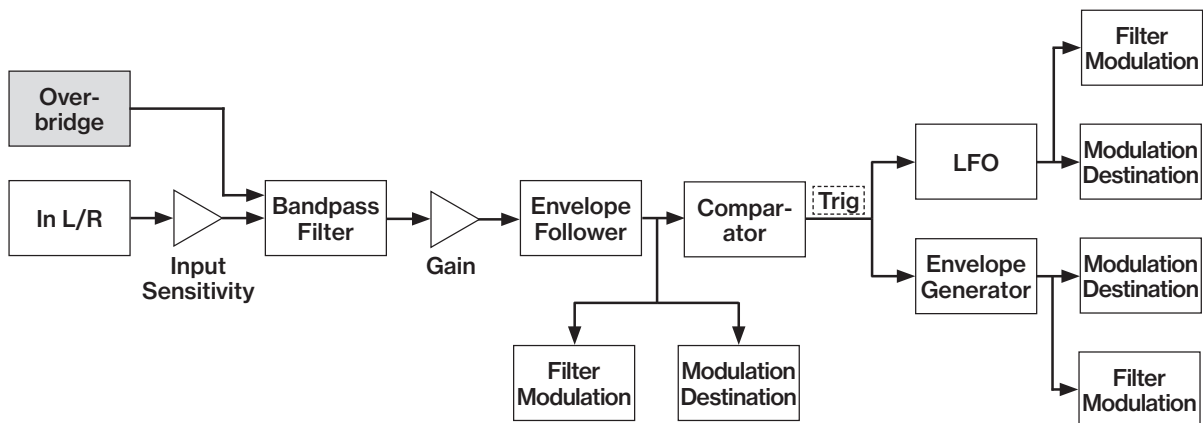 Over-
bridge
In L/R
Input
Sensitivity
Bandpass
Filter
Gain
Envelope
Follower
Filter
Modulation
Modulation
Destination
Compar-
ator
Trig
LFO
Filter
Modulation
Modulation
Destination
Envelope
Generator
Modulation
Destination
Filter
Modulation